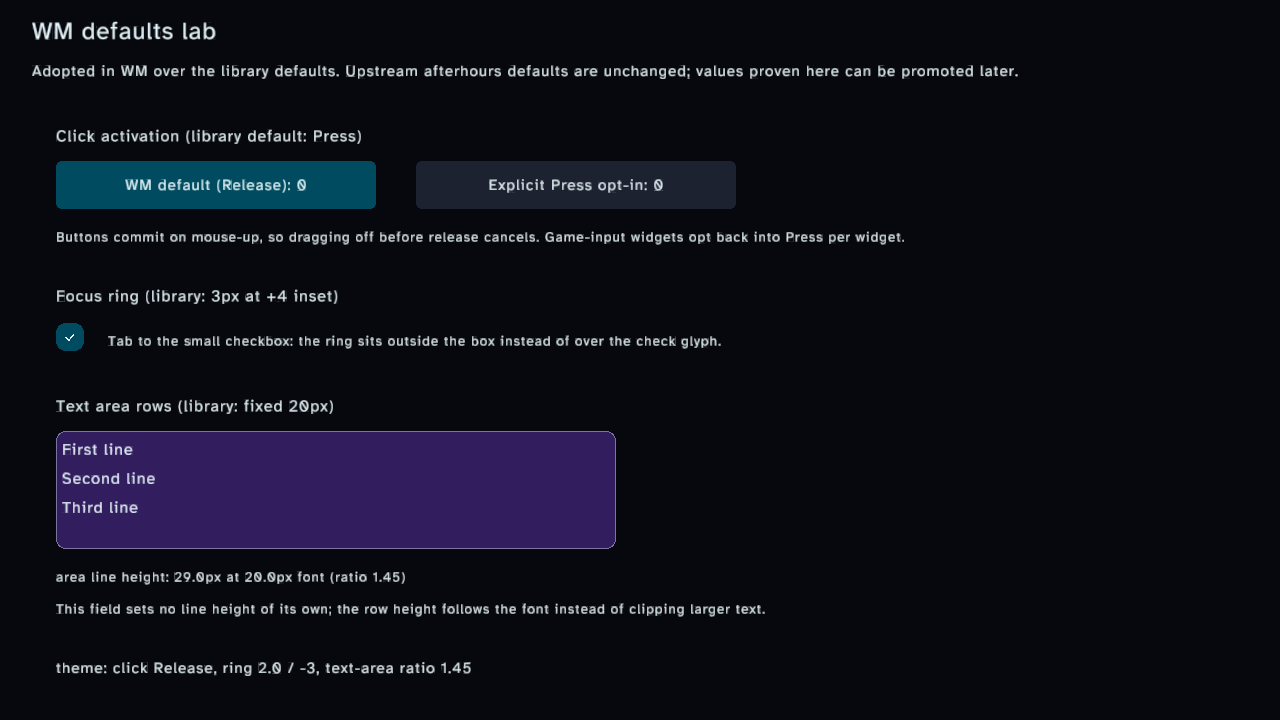 WM defaults lab
Adopted in WM over the library defaults. Upstream afterhours defaults are unchanged; values proven here can be promoted later.
Click activation (library default: Press)
WM default (Release): 0
Explicit Press opt-in: 0
Buttons commit on mouse-up, so dragging off before release cancels. Game-input widgets opt back into Press per widget.
Focus ring (library: 3px at +4 inset)
Tab to the small checkbox: the ring sits outside the box instead of over the check glyph.
Text area rows (library: fixed 20px)
First line
Second line
Third line
area line height: 29.0px at 20.0px font (ratio 1.45)
This field sets no line height of its own; the row height follows the font instead of clipping larger text.
theme: click Release, ring 2.0 / -3, text-area ratio 1.45